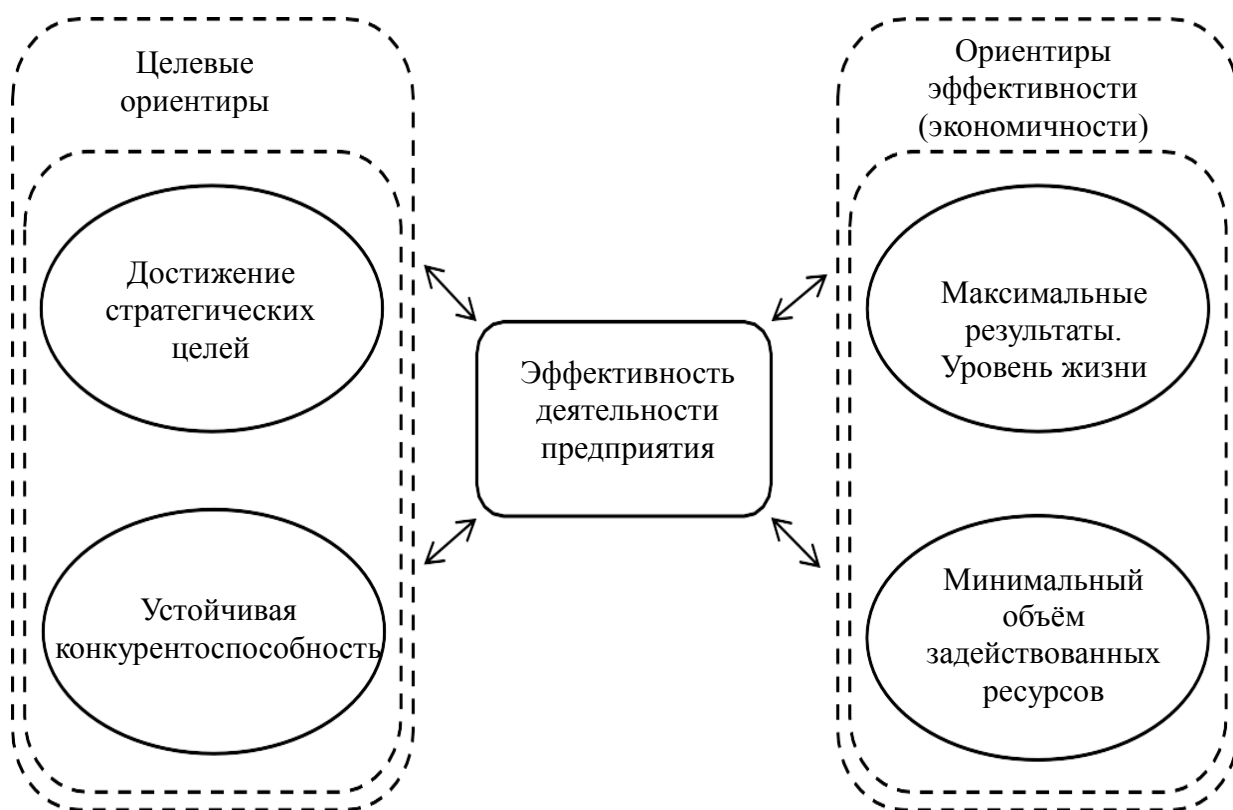 Целевые
ориентиры
Достижение
стратегических
целей
Устойчивая
конкурентоспособность
Эффективность
деятельности
предприятия
Ориентиры
эффективности
(экономичности)
Максимальные
результаты.
Уровень жизни
Минимальный
объём
задействованных
ресурсов